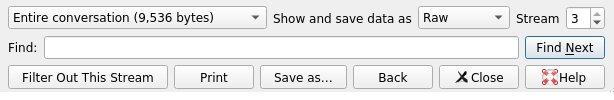 Entire conversation (9,536 bytes) Show and save data as Raw Stream 3
Find: Find Next
Filter Out This Stream Print Save as... Back Close Help